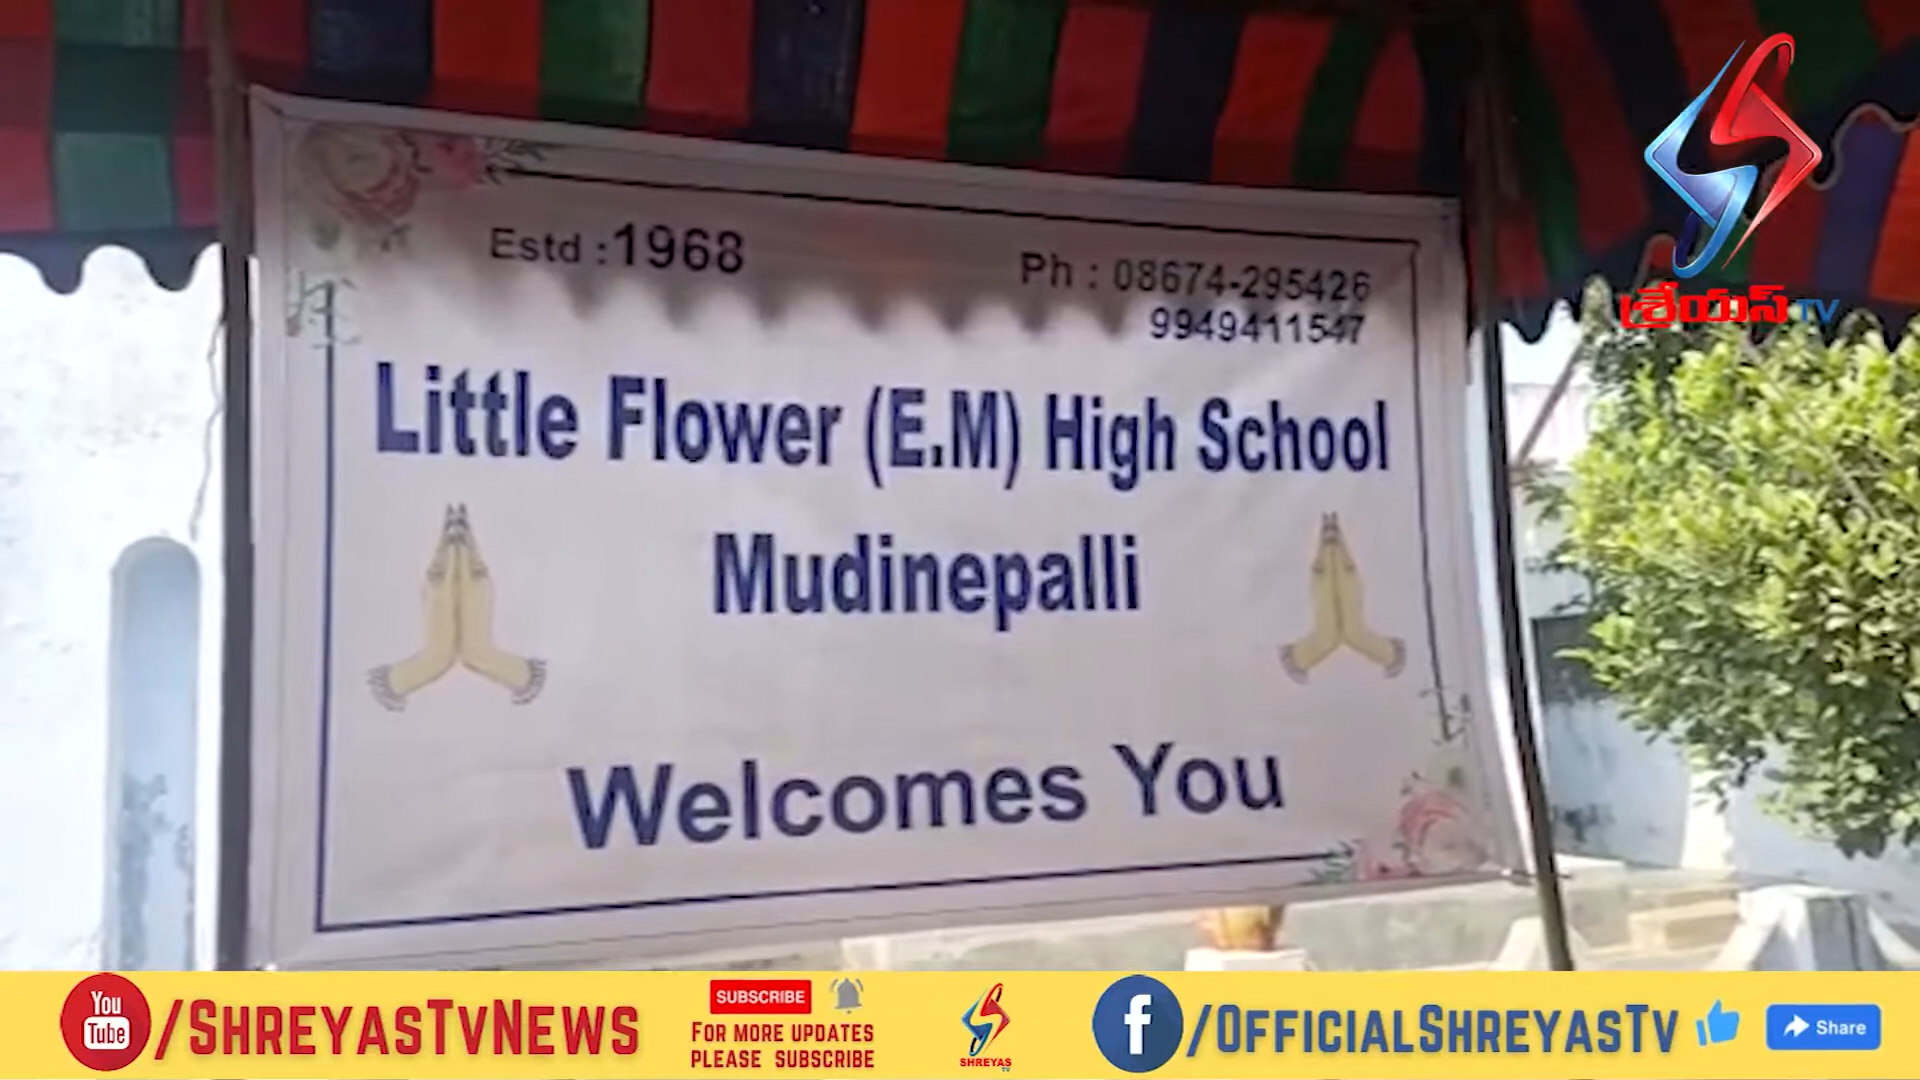 Estd :1968
Ph : 08674-295426
9949411547
Little Flower (E.M) High School
Mudinepalli
Welcomes You
శ్రేయస్ TV
You Tube /SHREYASTVNEWS
SUBSCRIBE
FOR MORE UPDATES
PLEASE SUBSCRIBE
SHREYAS TV
f /OFFICIALSHREYASTV
Share